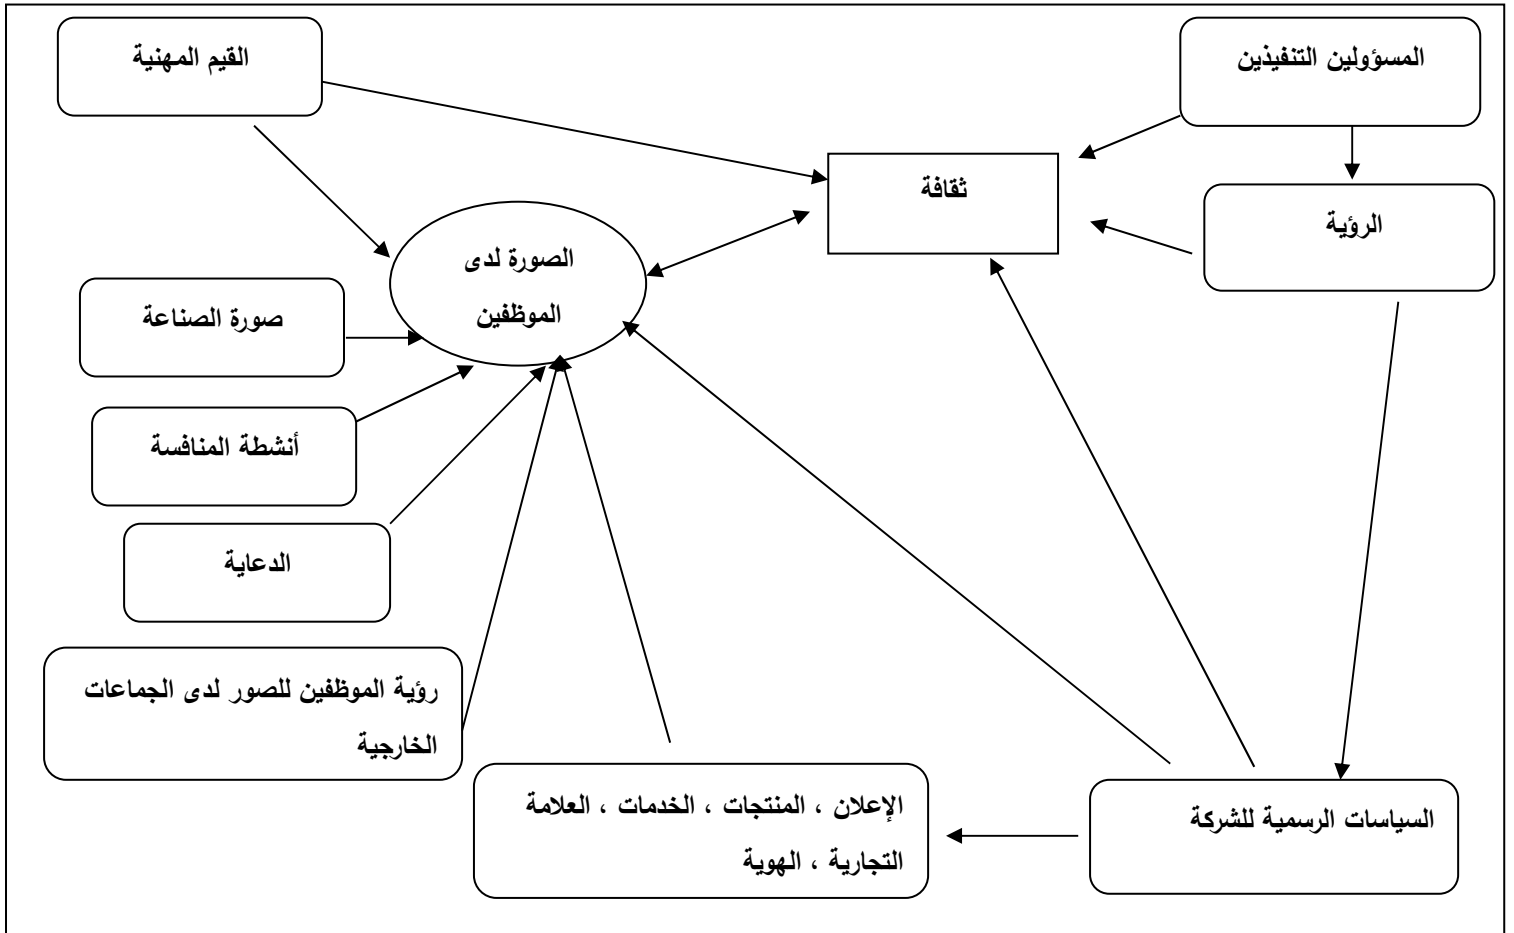 المسؤولين التنفيذين
القيم المهنية
ثقافة
الرؤية
الصورة لدى
الموظفين
صورة الصناعة
أنشطة المنافسة
الدعاية
رؤية الموظفين للصور لدى الجماعات
الخارجية
السياسات الرسمية للشركة
الإعلان ، المنتجات ، الخدمات ، العلامة
التجارية ، الهوية